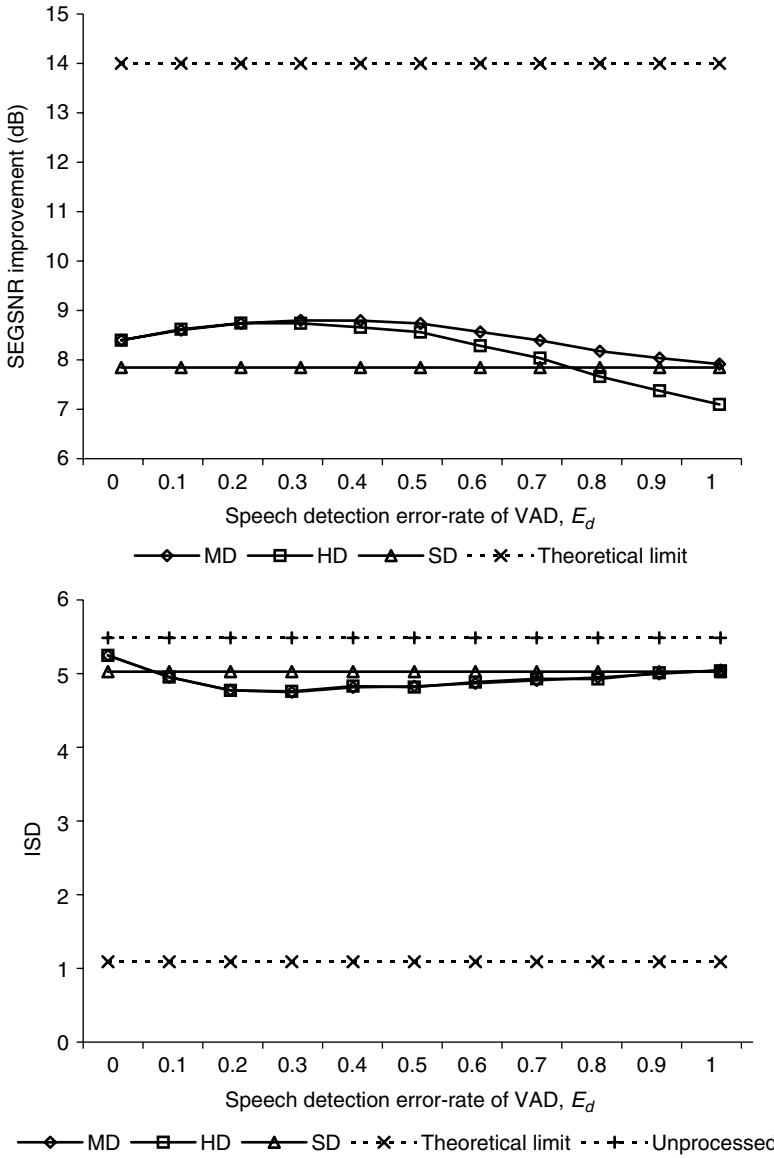 14
13
12
11
10
9
8
7
6
SEGSNR improvement (dB)
0 0.1 0.2 0.3 0.4 0.5 0.6 0.7 0.8 0.9 1
Speech detection error-rate of VAD, E_d
MD HD SD Theoretical limit
6
5
4
3
2
1
0
ISD
0 0.1 0.2 0.3 0.4 0.5 0.6 0.7 0.8 0.9 1
Speech detection error-rate of VAD, E_d
MD HD SD Theoretical limit Unprocessed